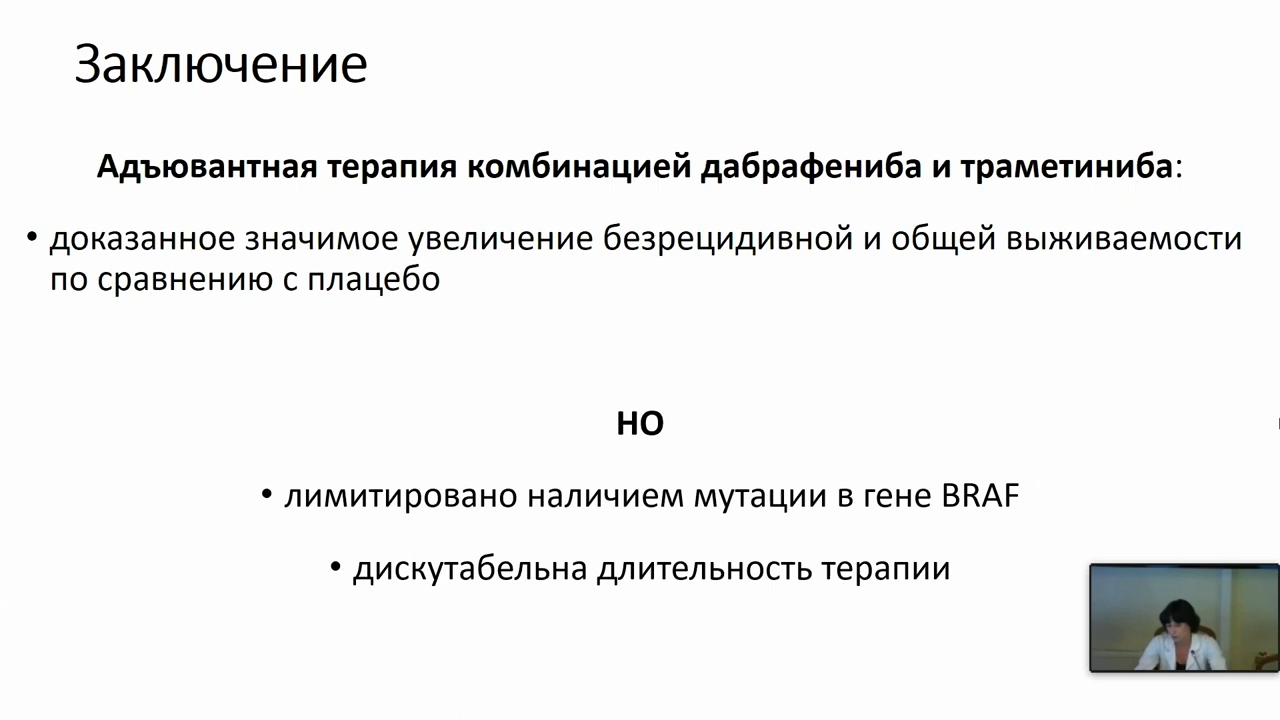 Заключение
Адъювантная терапия комбинацией дабрафениба и траметиниба:
• доказанное значимое увеличение безрецидивной и общей выживаемости
по сравнению с плацебо
НО
• лимитировано наличием мутации в гене BRAF
• дискутабельна длительность терапии